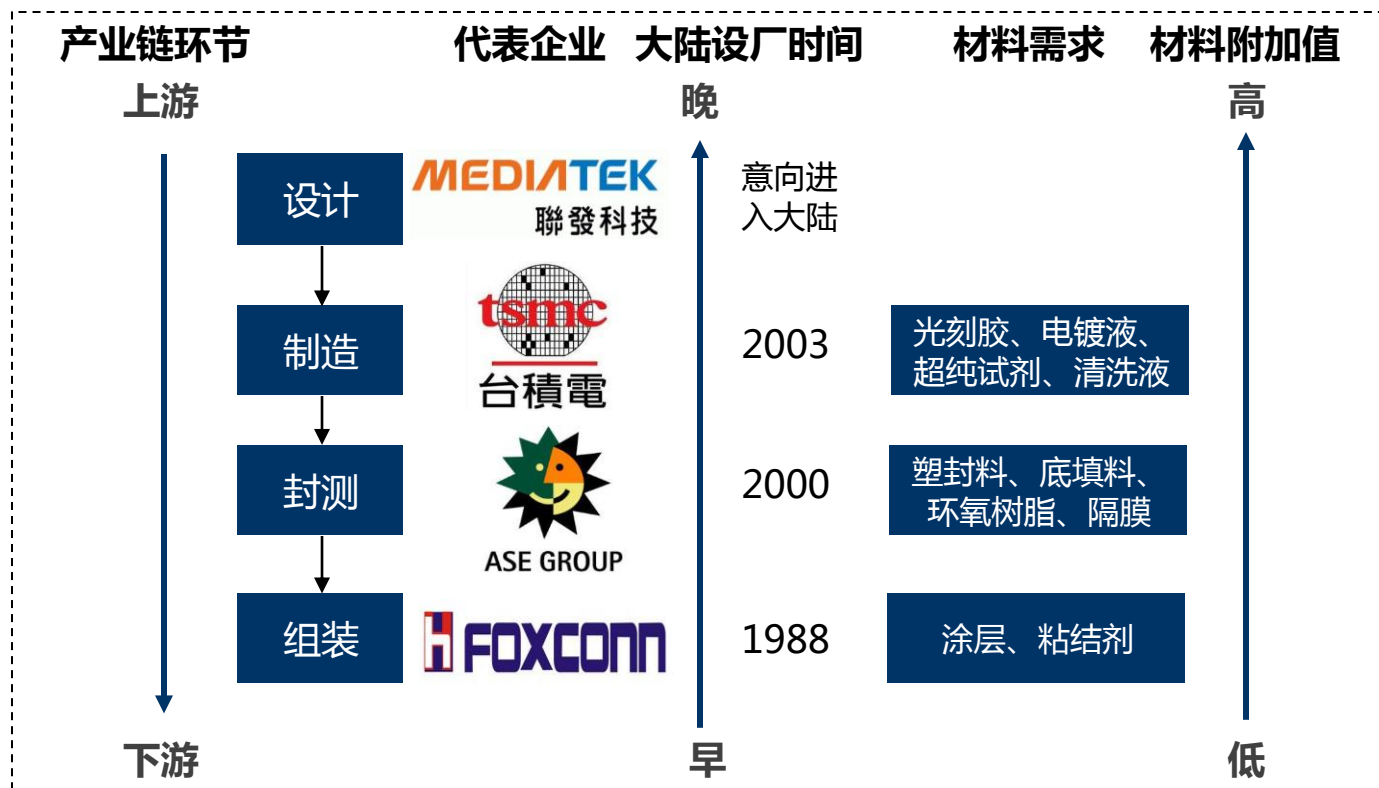 产业链环节 代表企业 大陆设厂时间 材料需求 材料附加值
上游 晚 高
设计
MEDIATEK
聯發科技
意向进
入大陆
制造
tsmc
台積電
2003
光刻胶、电镀液、
超纯试剂、清洗液
封测
ASE GROUP
2000
塑封料、底填料、
环氧树脂、隔膜
组装
FOXCONN
1988
涂层、粘结剂
下游 早 低